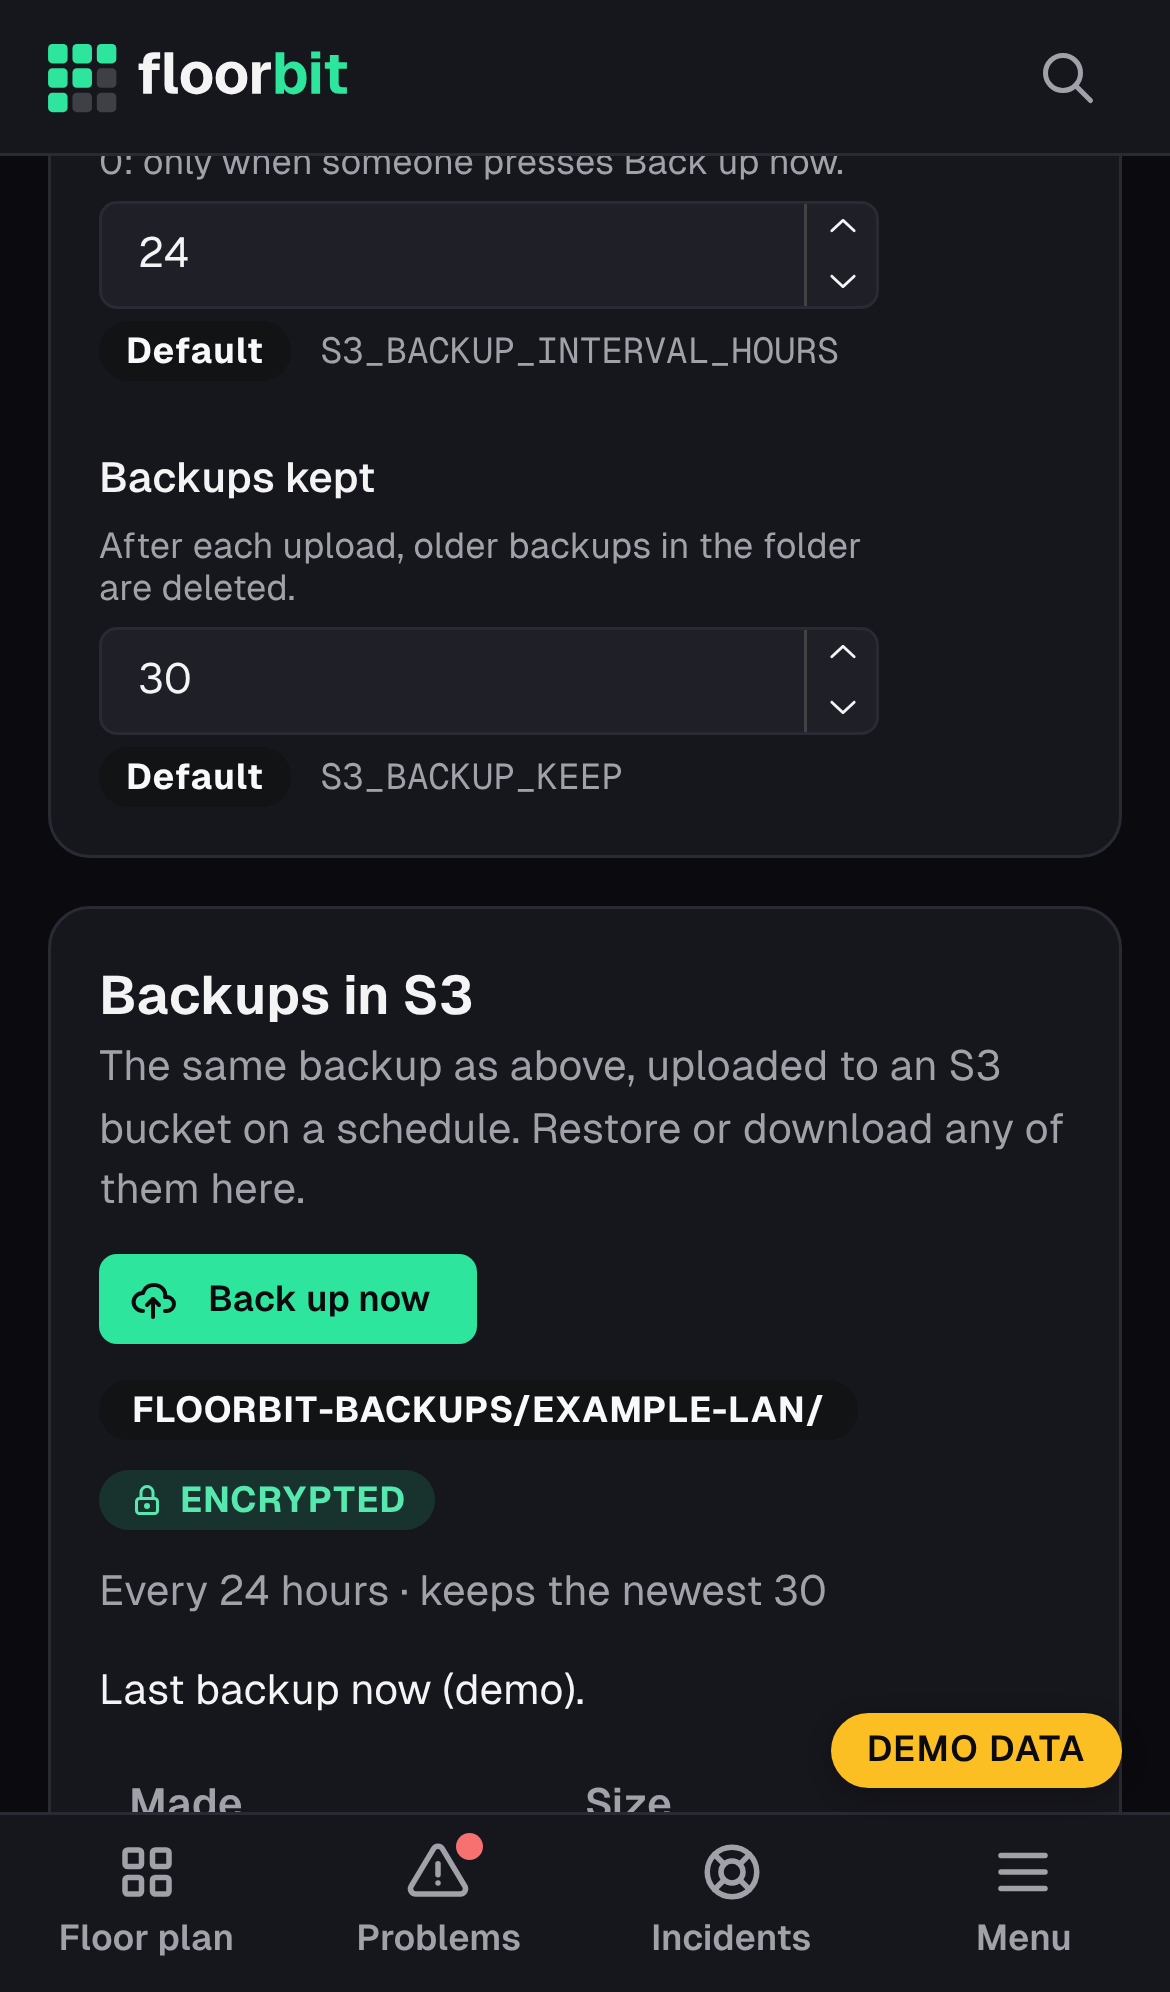 floorbit
0: only when someone presses Back up now.
24
Default S3_BACKUP_INTERVAL_HOURS
Backups kept
After each upload, older backups in the folder
are deleted.
30
Default S3_BACKUP_KEEP
Backups in S3
The same backup as above, uploaded to an S3
bucket on a schedule. Restore or download any of
them here.
Back up now
FLOORBIT-BACKUPS/EXAMPLE-LAN/
ENCRYPTED
Every 24 hours · keeps the newest 30
Last backup now (demo).
DEMO DATA
Made Size
Floor plan Problems Incidents Menu